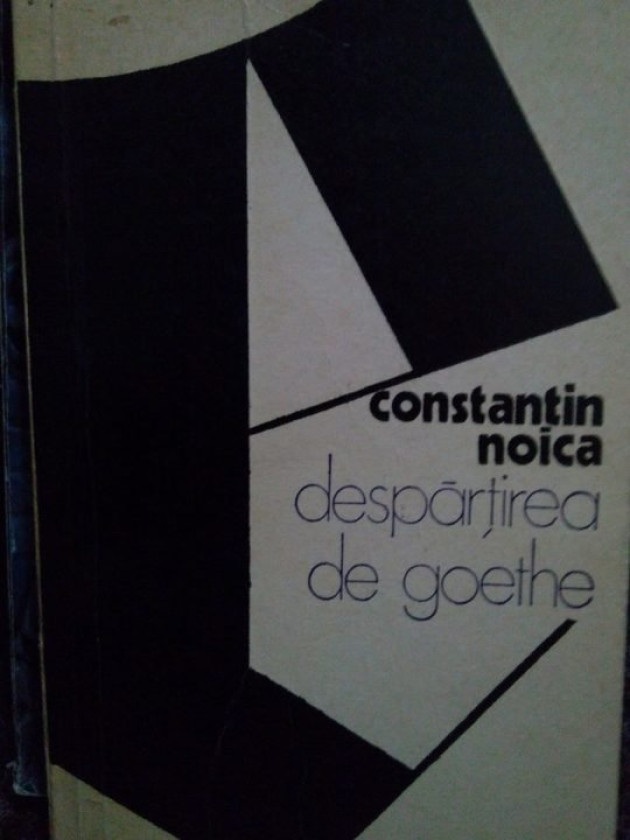 constantin
noica
despărțirea
de goethe